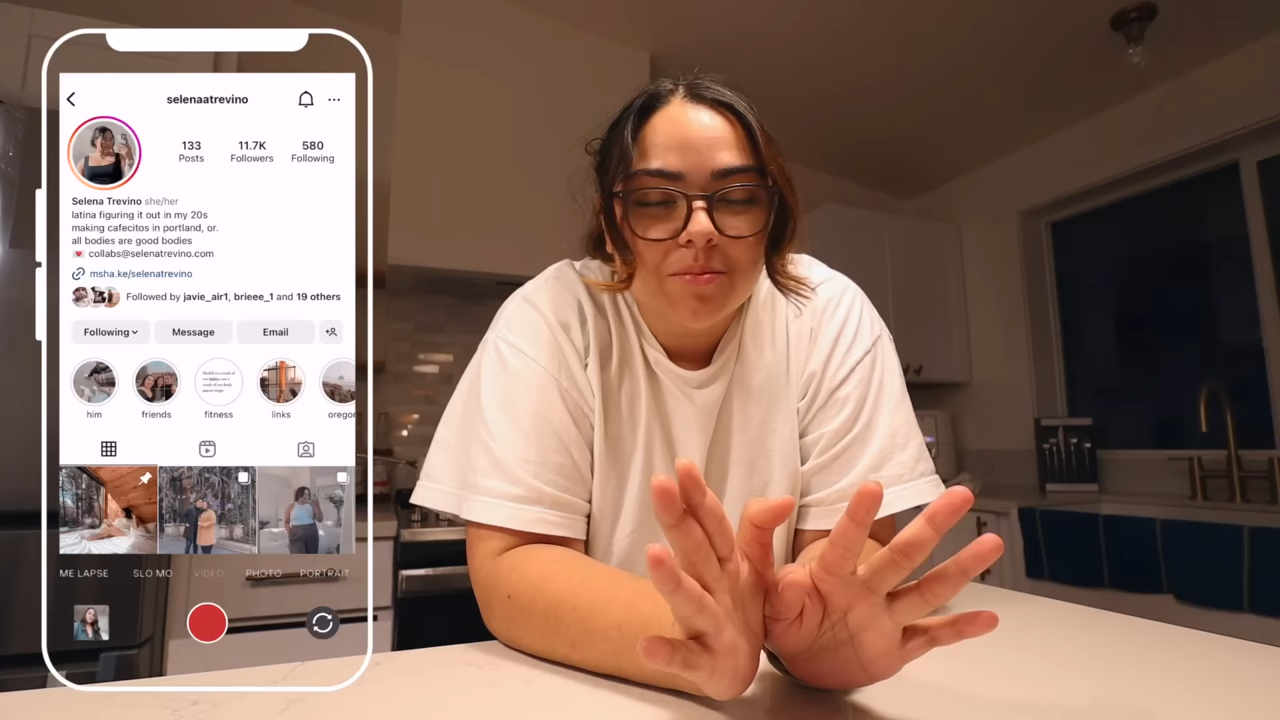 selenaatrevino
133 11.7K 580
Posts Followers Following
Selena Trevino she/her
latina figuring it out in my 20s
making cafecitos in portland, or.
all bodies are good bodies
💌 collabs@selenatrevino.com
msha.ke/selenatrevino
Followed by javie_air1, brieee_1 and 19 others
Following Message Email
him friends fitness links oregon
ME LAPSE SLO MO VIDEO PHOTO PORTRAIT